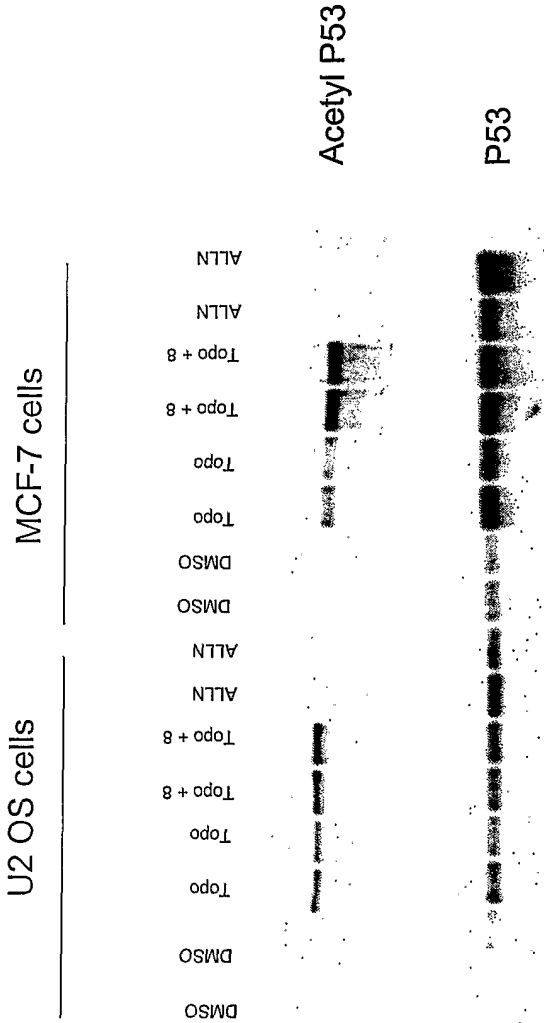 U2 OS cells
MCF-7 cells
DMSO
DMSO
Topo
Topo
Topo + 8
Topo + 8
ALLN
ALLN
DMSO
DMSO
Topo
Topo
Topo + 8
Topo + 8
ALLN
ALLN
Acetyl P53
P53